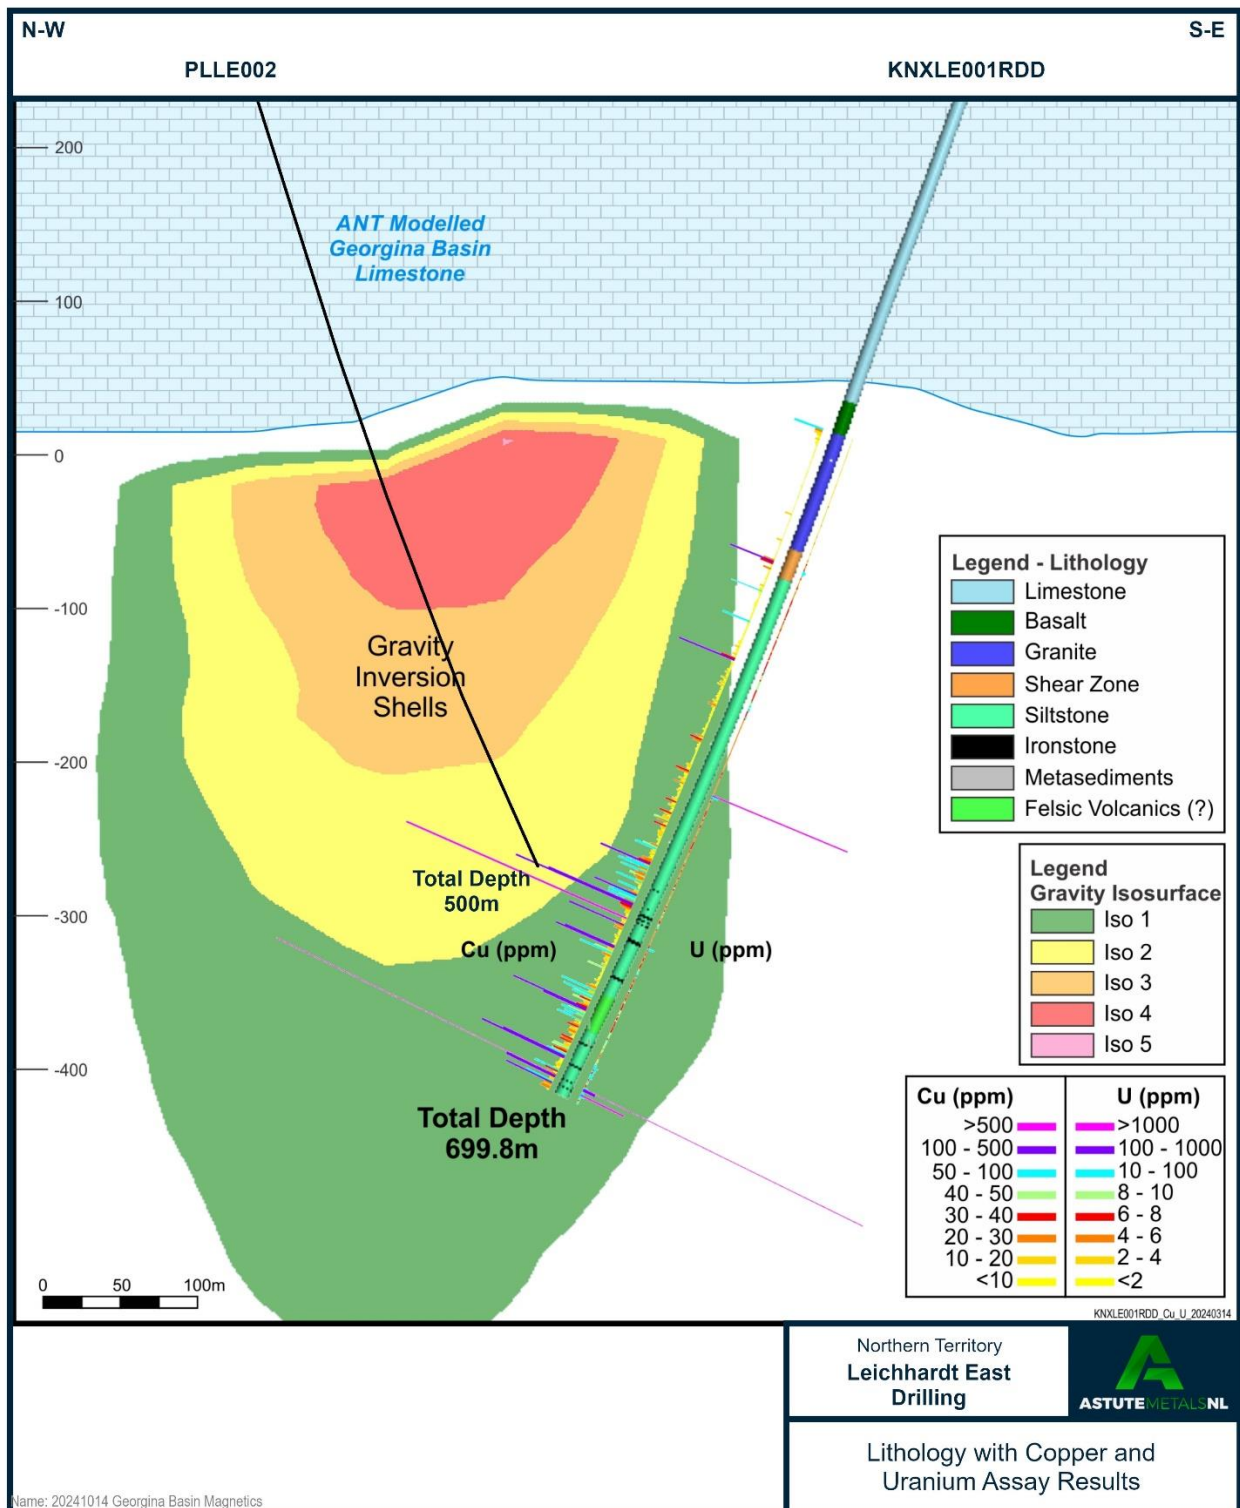 N-W
S-E
PLLE002
KNXLE001RDD
200
ANT Modelled
Georgina Basin
Limestone
100
0
-100
Gravity
Inversion
Shells
-200
Total Depth
500m
-300
Cu (ppm)
U (ppm)
-400
Total Depth
699.8m
Legend - Lithology
Limestone
Basalt
Granite
Shear Zone
Siltstone
Ironstone
Metasediments
Felsic Volcanics (?)
Legend
Gravity Isosurface
Iso 1
Iso 2
Iso 3
Iso 4
Iso 5
Cu (ppm) U (ppm)
>500 >1000
100 - 500 100 - 1000
50 - 100 10 - 100
40 - 50 8 - 10
30 - 40 6 - 8
20 - 30 4 - 6
10 - 20 2 - 4
<10 <2
0 50 100m
KNXLE001RDD_Cu_U_20240314
Northern Territory
Leichhardt East
Drilling
ASTUTEMETALSNL
Lithology with Copper and
Uranium Assay Results
Name: 20241014 Georgina Basin Magnetics